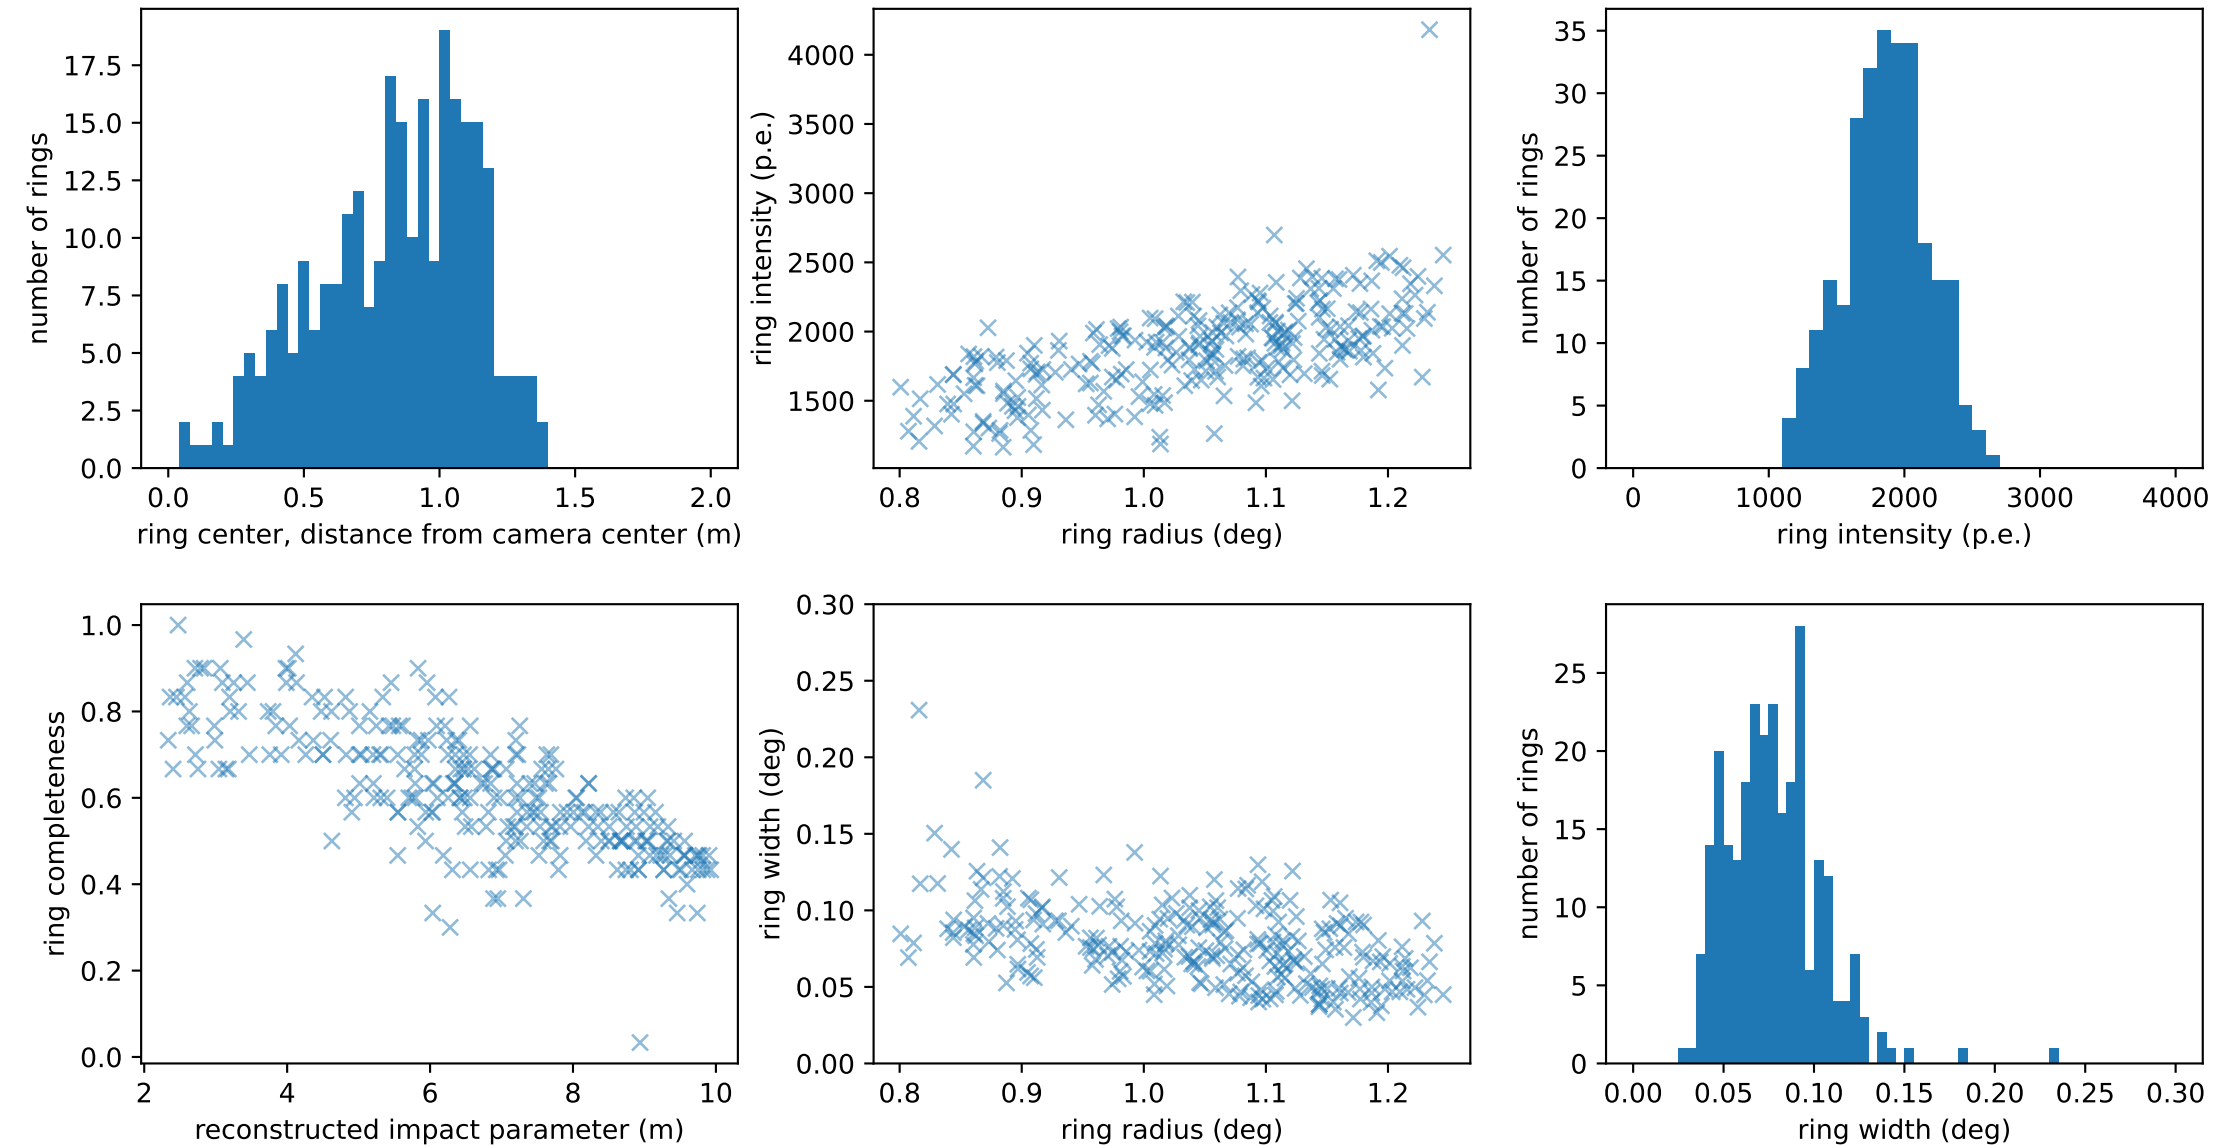 17.5
15.0
12.5
10.0
7.5
5.0
2.5
0.0
number of rings
0.0 0.5 1.0 1.5 2.0
ring center, distance from camera center (m)
4000
3500
3000
2500
2000
1500
ring intensity (p.e.)
0.8 0.9 1.0 1.1 1.2
ring radius (deg)
35
30
25
20
15
10
5
0
number of rings
0 1000 2000 3000 4000
ring intensity (p.e.)
1.0
0.8
0.6
0.4
0.2
0.0
ring completeness
2 4 6 8 10
reconstructed impact parameter (m)
0.30
0.25
0.20
0.15
0.10
0.05
0.00
ring width (deg)
0.8 0.9 1.0 1.1 1.2
ring radius (deg)
25
20
15
10
5
0
number of rings
0.00 0.05 0.10 0.15 0.20 0.25 0.30
ring width (deg)